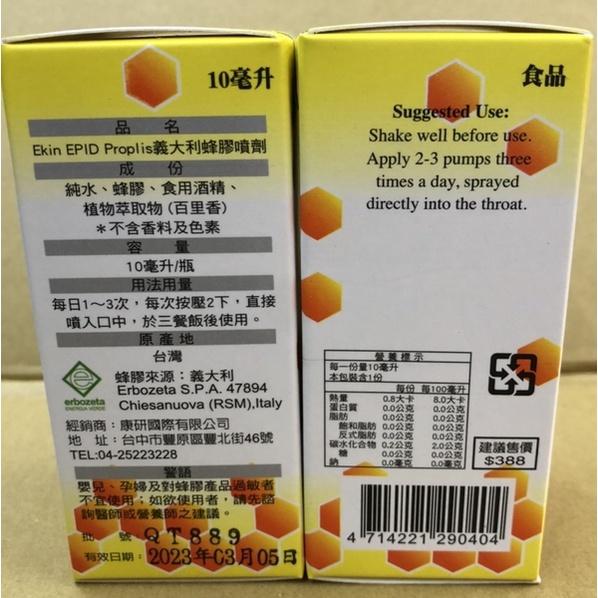 10毫升
品名
Ekin EPID Proplis義大利蜂膠噴劑
成份
純水、蜂膠、食用酒精、
植物萃取物(百里香)
*不含香料及色素
容量
10毫升/瓶
用法用量
每日1~3次，每次按壓2下，直接
噴入口中，於三餐飯後使用。
原產地
台灣
erbozeta
ENERGIA VERDE
蜂膠來源：義大利
Erbozeta S.P.A. 47894
Chiesanuova (RSM),Italy
經銷商：康研國際有限公司
地址：台中市豐原區豐北街46號
TEL:04-25223228
警語
嬰兒、孕婦及對蜂膠產品過敏者
不宜使用；如欲使用者，請先諮
詢醫師或營養師之建議。
批號 QT889
有效日期：2023年03月05日
食品
Suggested Use:
Shake well before use.
Apply 2-3 pumps three
times a day, sprayed
directly into the throat.
營養標示
每一份量10毫升
本包裝含1份
每份 每100毫升
熱量 0.8大卡 8.0大卡
蛋白質 0.0公克 0.0公克
脂肪 0.0公克 0.0公克
飽和脂肪 0.0公克 0.0公克
反式脂肪 0.0公克 0.0公克
碳水化合物 0.2公克 2.0公克
糖 0.0公克 0.0公克
鈉 0.0毫克 0.0毫克
建議售價
$388
4 714221 290404